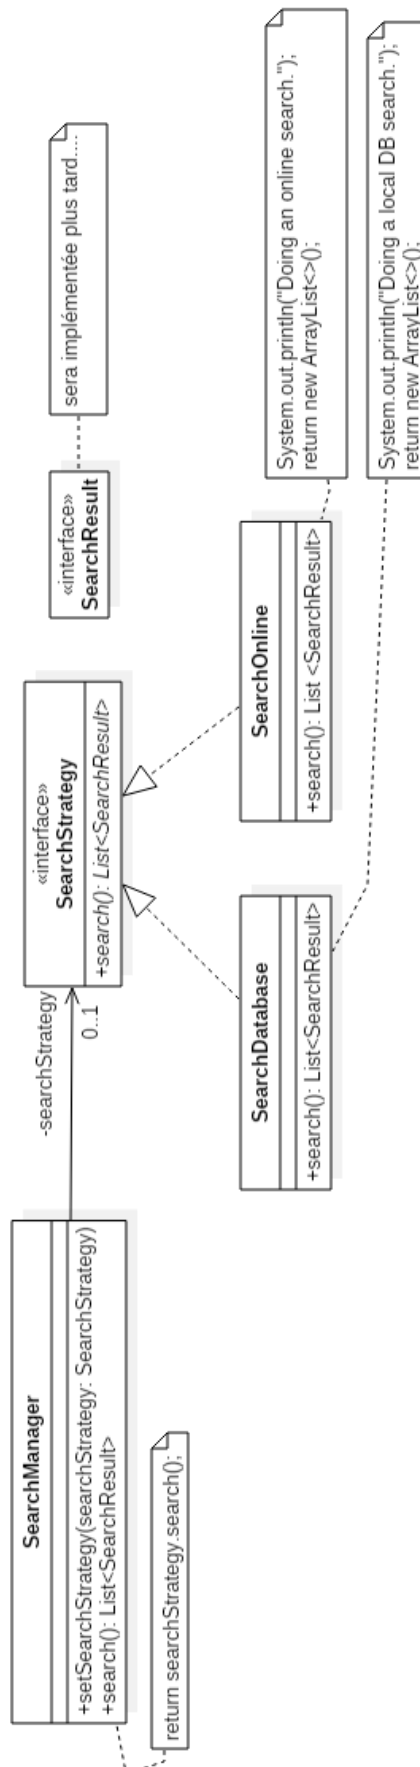 SearchManager
+setSearchStrategy(searchStrategy: SearchStrategy)
+search(): List<SearchResult>
return searchStrategy.search();
-searchStrategy
0..1
«interface»
SearchStrategy
+search(): List<SearchResult>
«interface»
SearchResult
sera implémentée plus tard....
SearchDatabase
+search(): List<SearchResult>
SearchOnline
+search(): List <SearchResult>
System.out.println("Doing an online search.");
return new ArrayList<>();
System.out.println("Doing a local DB search.");
return new ArrayList<>();